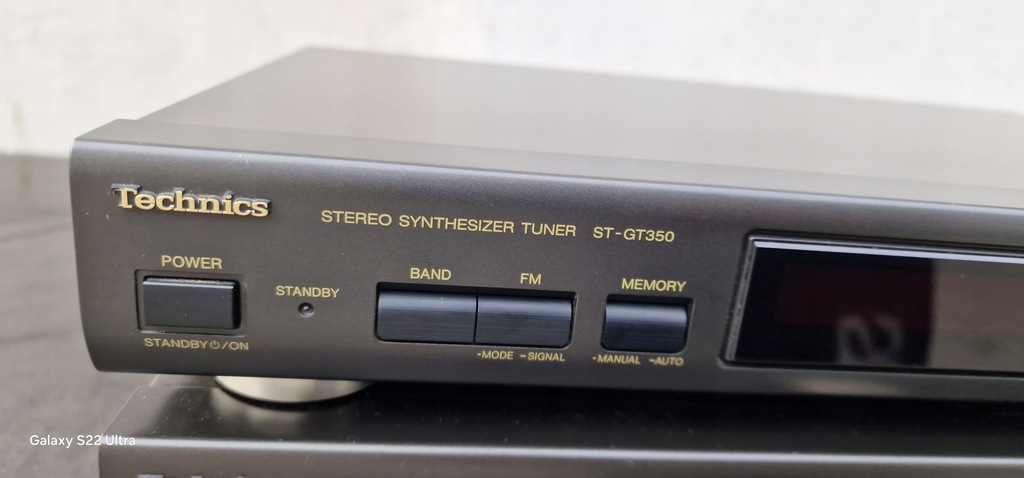 Technics
STEREO SYNTHESIZER TUNER ST-GT350
POWER
STANDBY
BAND
FM
MEMORY
STANDBY⏻/ON
-MODE
-SIGNAL
-MANUAL
-AUTO
Galaxy S22 Ultra